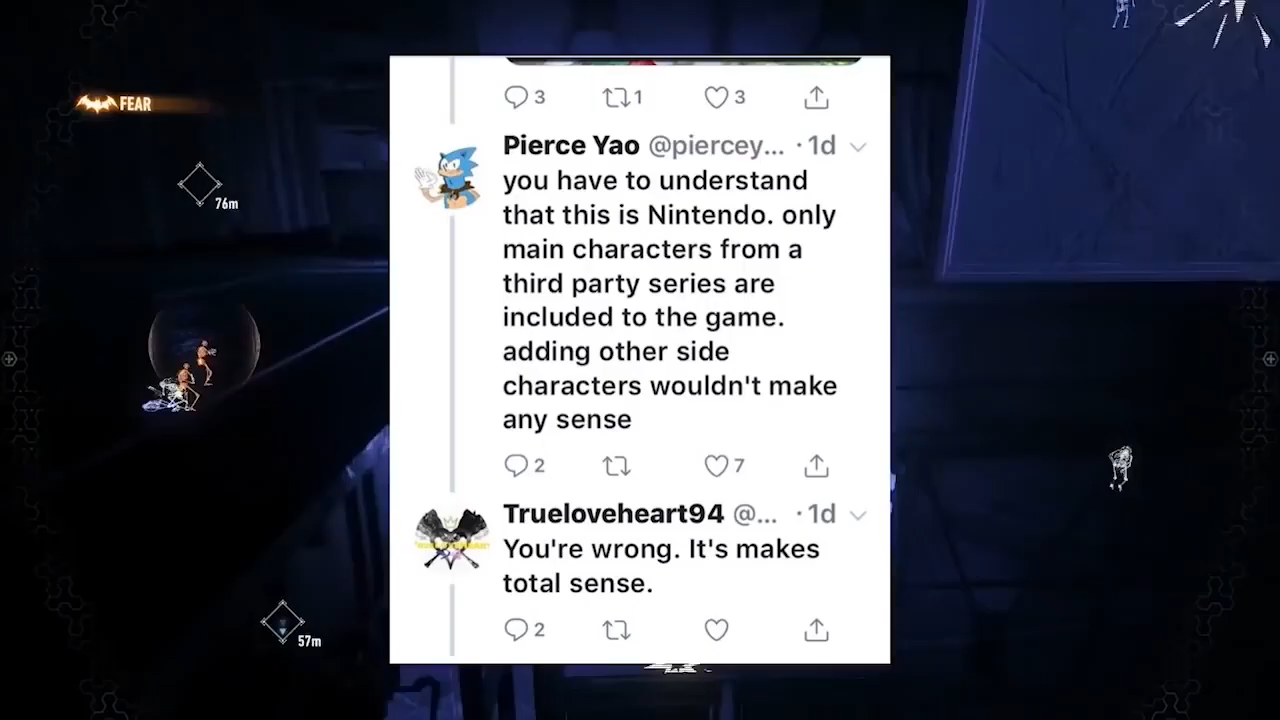 FEAR
76m
57m
3 1 3
Pierce Yao @piercey... · 1d
you have to understand
that this is Nintendo. only
main characters from a
third party series are
included to the game.
adding other side
characters wouldn't make
any sense
2 7
Trueloveheart94 @... · 1d
You're wrong. It's makes
total sense.
2